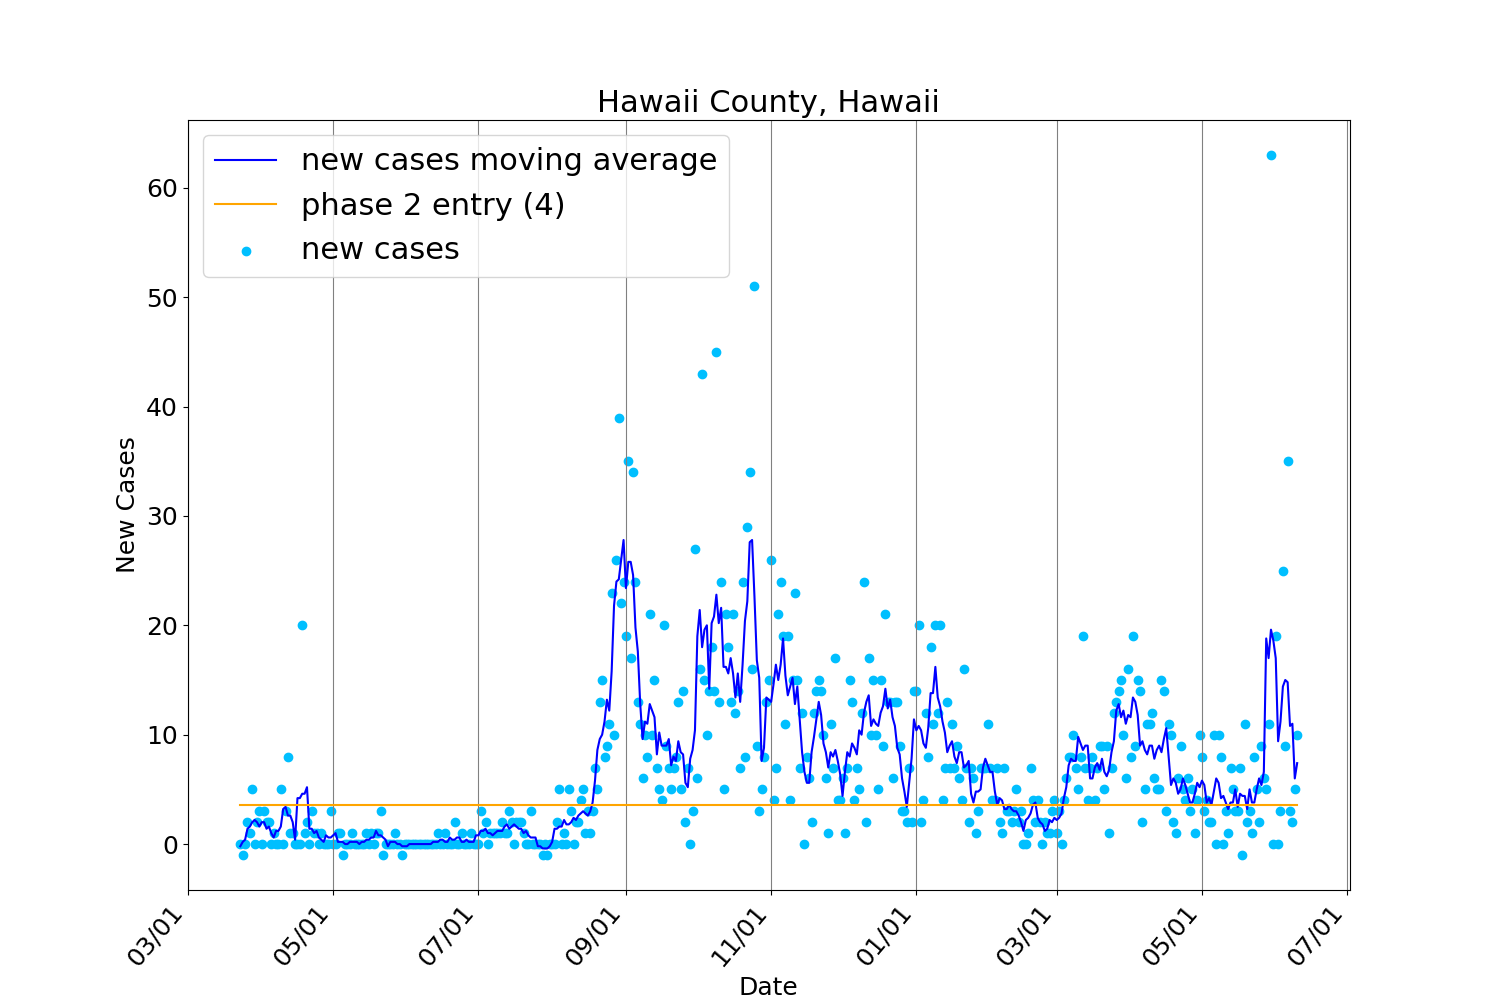 Hawaii County, Hawaii
new cases moving average
phase 2 entry (4)
new cases
New Cases
60
50
40
30
20
10
0
03/01
05/01
07/01
09/01
11/01
01/01
03/01
05/01
07/01
Date